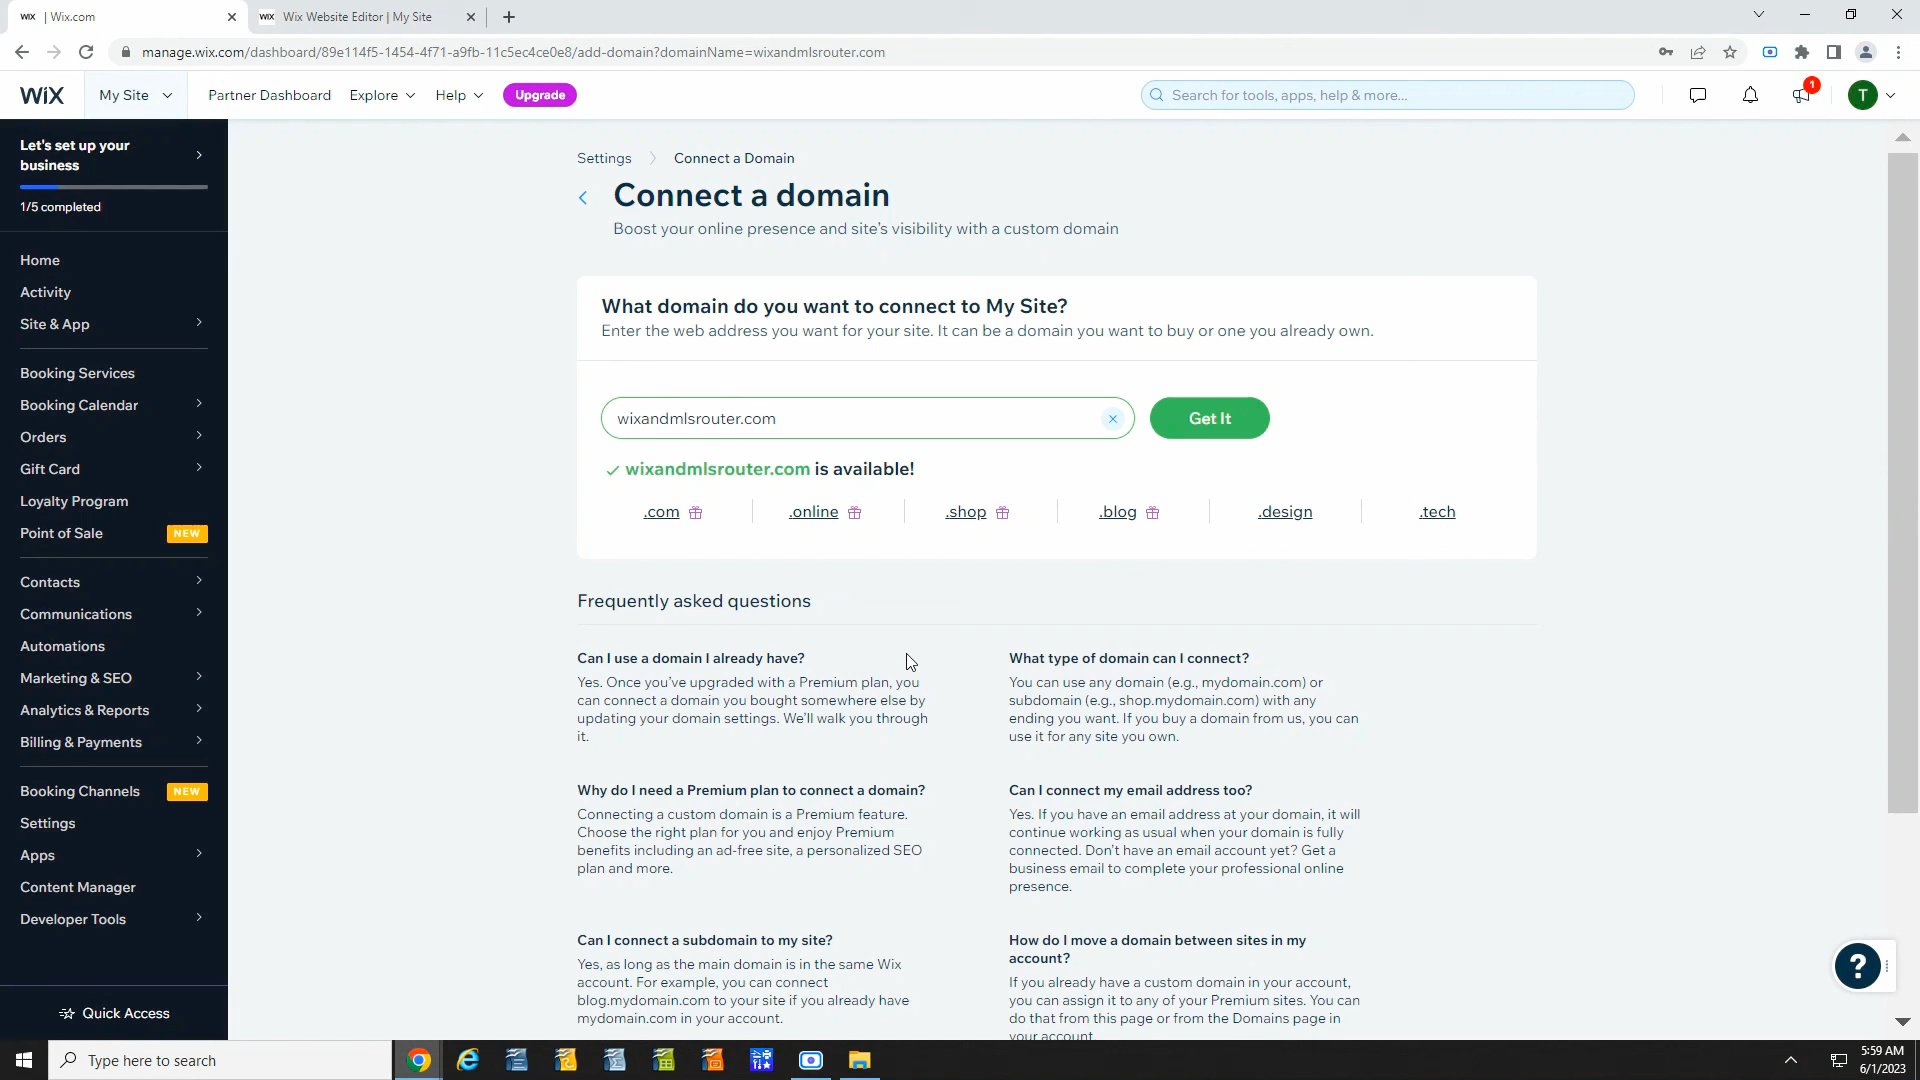 WiX | Wix.com
WiX Wix Website Editor | My Site
manage.wix.com/dashboard/89e114f5-1454-4f71-a9fb-11c5ec4ce0e8/add-domain?domainName=wixandmlsrouter.com
WiX My Site Partner Dashboard Explore Help Upgrade Search for tools, apps, help & more... 1 T
Let's set up your
business
1/5 completed
Home
Activity
Site & App
Booking Services
Booking Calendar
Orders
Gift Card
Loyalty Program
Point of Sale NEW
Contacts
Communications
Automations
Marketing & SEO
Analytics & Reports
Billing & Payments
Booking Channels NEW
Settings
Apps
Content Manager
Developer Tools
Quick Access
Settings Connect a Domain
Connect a domain
Boost your online presence and site's visibility with a custom domain
What domain do you want to connect to My Site?
Enter the web address you want for your site. It can be a domain you want to buy or one you already own.
wixandmlsrouter.com Get It
wixandmlsrouter.com is available!
.com .online .shop .blog .design .tech
Frequently asked questions
Can I use a domain I already have?
Yes. Once you've upgraded with a Premium plan, you
can connect a domain you bought somewhere else by
updating your domain settings. We'll walk you through
it.
What type of domain can I connect?
You can use any domain (e.g., mydomain.com) or
subdomain (e.g., shop.mydomain.com) with any
ending you want. If you buy a domain from us, you can
use it for any site you own.
Why do I need a Premium plan to connect a domain?
Connecting a custom domain is a Premium feature.
Choose the right plan for you and enjoy Premium
benefits including an ad-free site, a personalized SEO
plan and more.
Can I connect my email address too?
Yes. If you have an email address at your domain, it will
continue working as usual when your domain is fully
connected. Don't have an email account yet? Get a
business email to complete your professional online
presence.
Can I connect a subdomain to my site?
Yes, as long as the main domain is in the same Wix
account. For example, you can connect
blog.mydomain.com to your site if you already have
mydomain.com in your account.
How do I move a domain between sites in my
account?
If you already have a custom domain in your account,
you can assign it to any of your Premium sites. You can
do that from this page or from the Domains page in
your account.
?
Type here to search
5:59 AM
6/1/2023